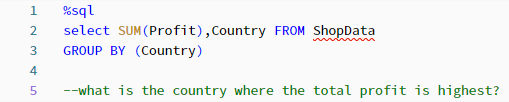 1 %sql
2 select SUM(Profit),Country FROM ShopData
3 GROUP BY (Country)
4
5 --what is the country where the total profit is highest?